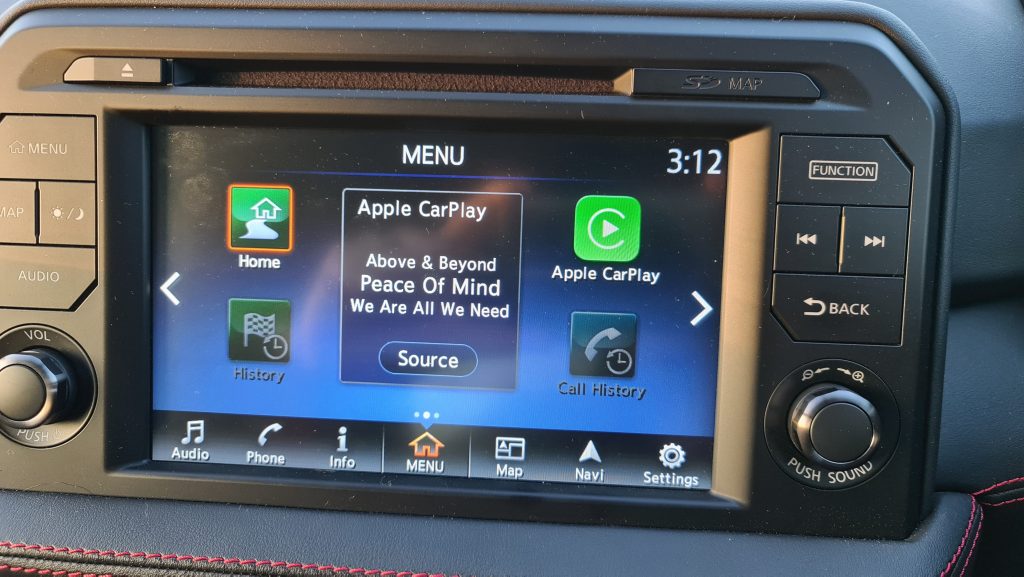 MAP
MENU
MAP
AUDIO
VOL
PUSH
MENU
3:12
Home
History
Apple CarPlay
Above & Beyond
Peace Of Mind
We Are All We Need
Source
Apple CarPlay
Call History
Audio
Phone
Info
MENU
Map
Navi
Settings
FUNCTION
BACK
PUSH SOUND